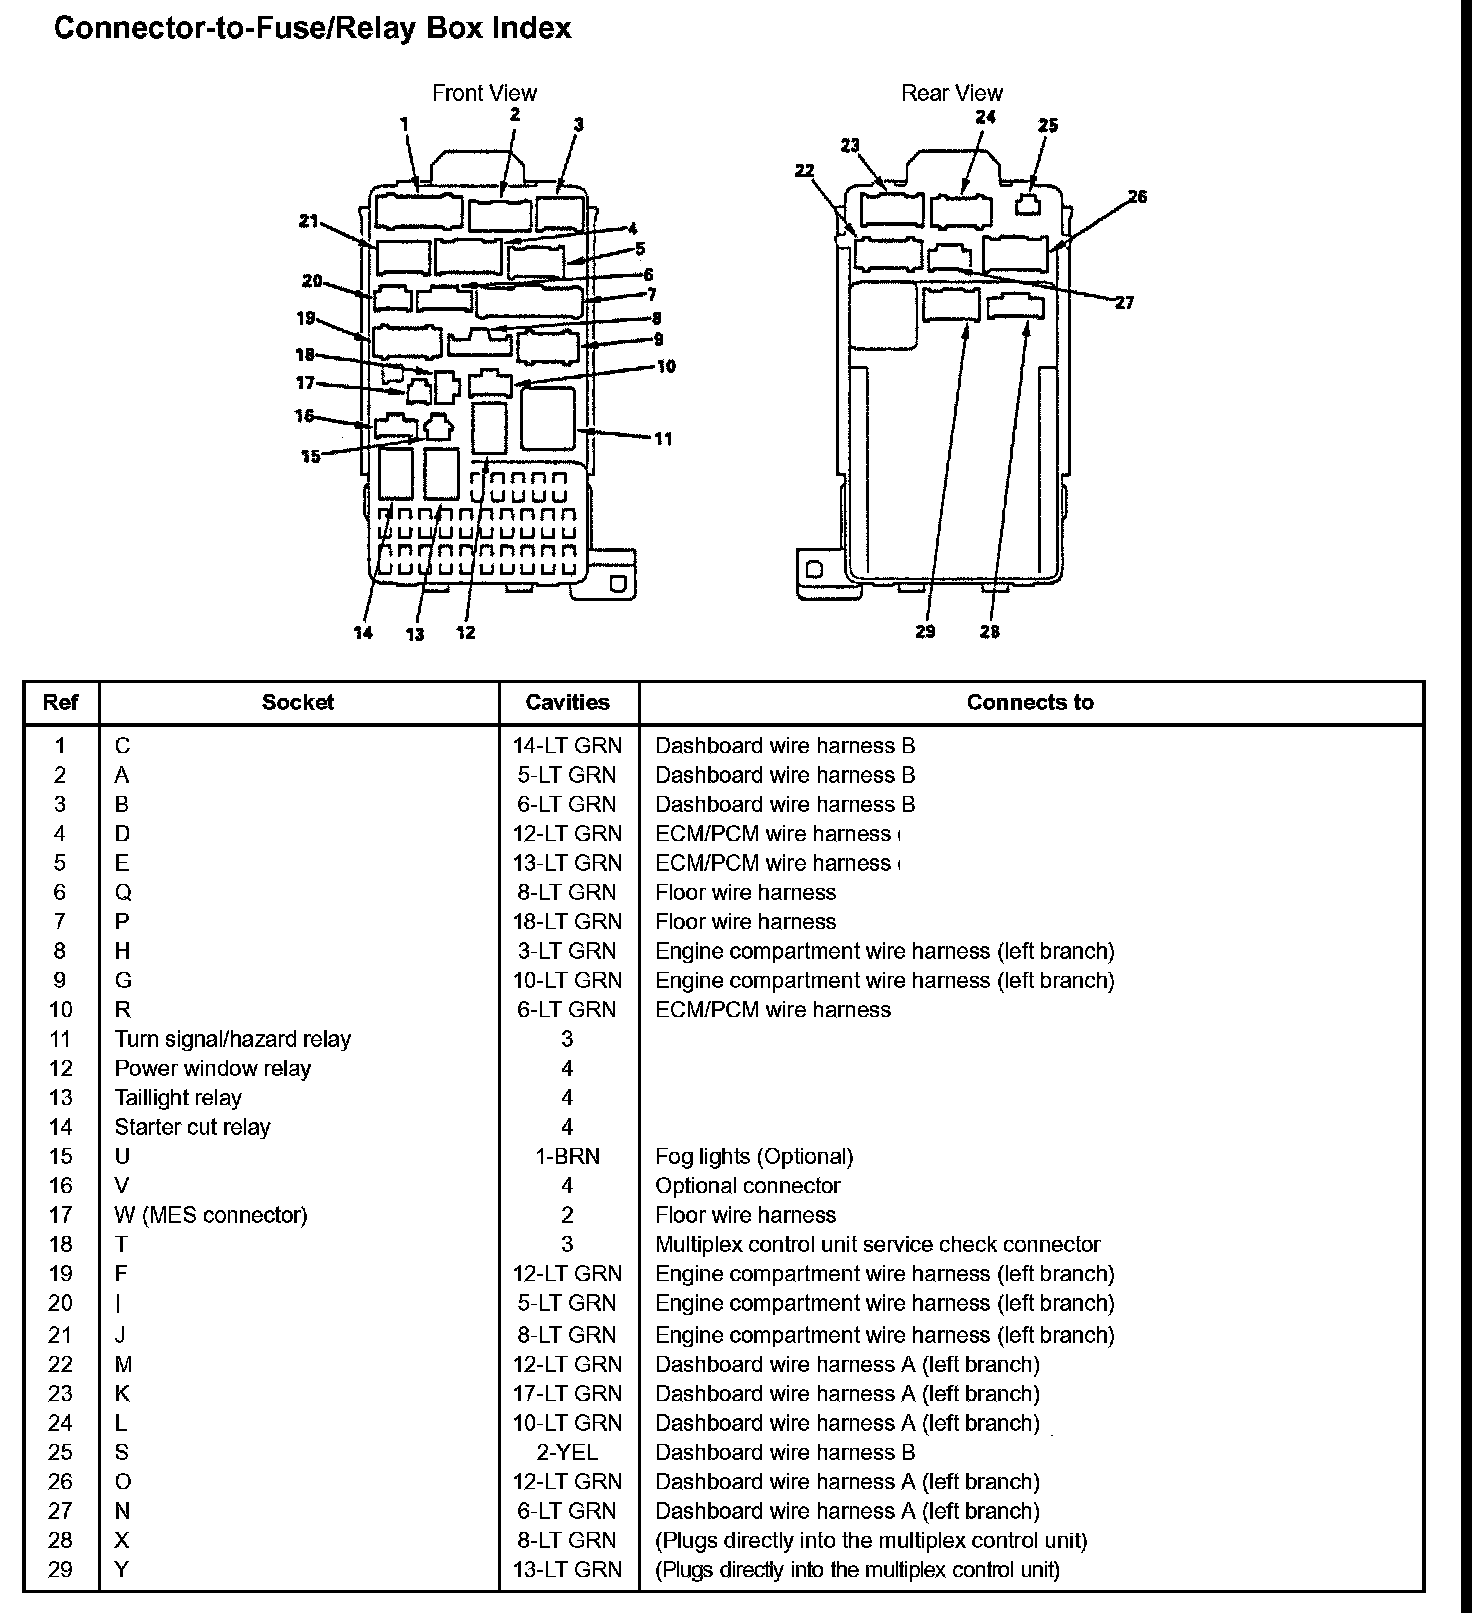 Connector-to-Fuse/Relay Box Index
Front View
Rear View
1
2
3
4
5
6
7
8
9
10
11
12
13
14
15
16
17
18
19
20
21
22
23
24
25
26
27
28
29
Ref Socket Cavities Connects to
1 C 14-LT GRN Dashboard wire harness B
2 A 5-LT GRN Dashboard wire harness B
3 B 6-LT GRN Dashboard wire harness B
4 D 12-LT GRN ECM/PCM wire harness
5 E 13-LT GRN ECM/PCM wire harness
6 Q 8-LT GRN Floor wire harness
7 P 18-LT GRN Floor wire harness
8 H 3-LT GRN Engine compartment wire harness (left branch)
9 G 10-LT GRN Engine compartment wire harness (left branch)
10 R 6-LT GRN ECM/PCM wire harness
11 Turn signal/hazard relay 3
12 Power window relay 4
13 Taillight relay 4
14 Starter cut relay 4
15 U 1-BRN Fog lights (Optional)
16 V 4 Optional connector
17 W (MES connector) 2 Floor wire harness
18 T 3 Multiplex control unit service check connector
19 F 12-LT GRN Engine compartment wire harness (left branch)
20 I 5-LT GRN Engine compartment wire harness (left branch)
21 J 8-LT GRN Engine compartment wire harness (left branch)
22 M 12-LT GRN Dashboard wire harness A (left branch)
23 K 17-LT GRN Dashboard wire harness A (left branch)
24 L 10-LT GRN Dashboard wire harness A (left branch)
25 S 2-YEL Dashboard wire harness B
26 O 12-LT GRN Dashboard wire harness A (left branch)
27 N 6-LT GRN Dashboard wire harness A (left branch)
28 X 8-LT GRN (Plugs directly into the multiplex control unit)
29 Y 13-LT GRN (Plugs directly into the multiplex control unit)